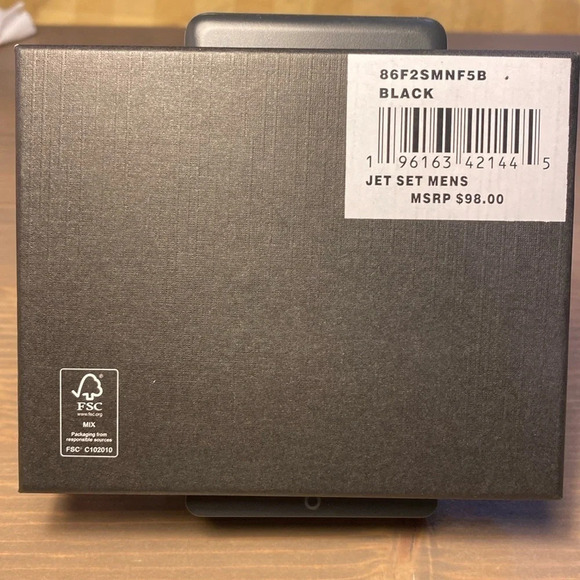 86F2SMNF5B
BLACK
1 96163 42144 5
JET SET MENS
MSRP $98.00
FSC
www.fsc.org
MIX
Packaging from
responsible sources
FSC® C102010